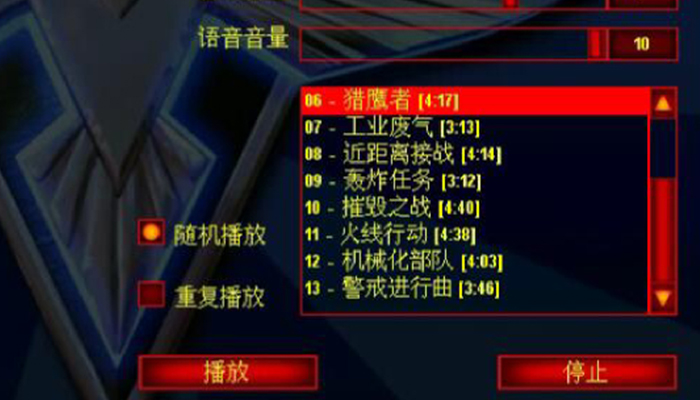 语音音量 10
06 - 猎鹰者 [4:17]
07 - 工业废气 [3:13]
08 - 近距离接战 [4:14]
09 - 轰炸任务 [3:12]
10 - 摧毁之战 [4:40]
11 - 火线行动 [4:38]
12 - 机械化部队 [4:03]
13 - 警戒进行曲 [3:46]
随机播放
重复播放
播放
停止